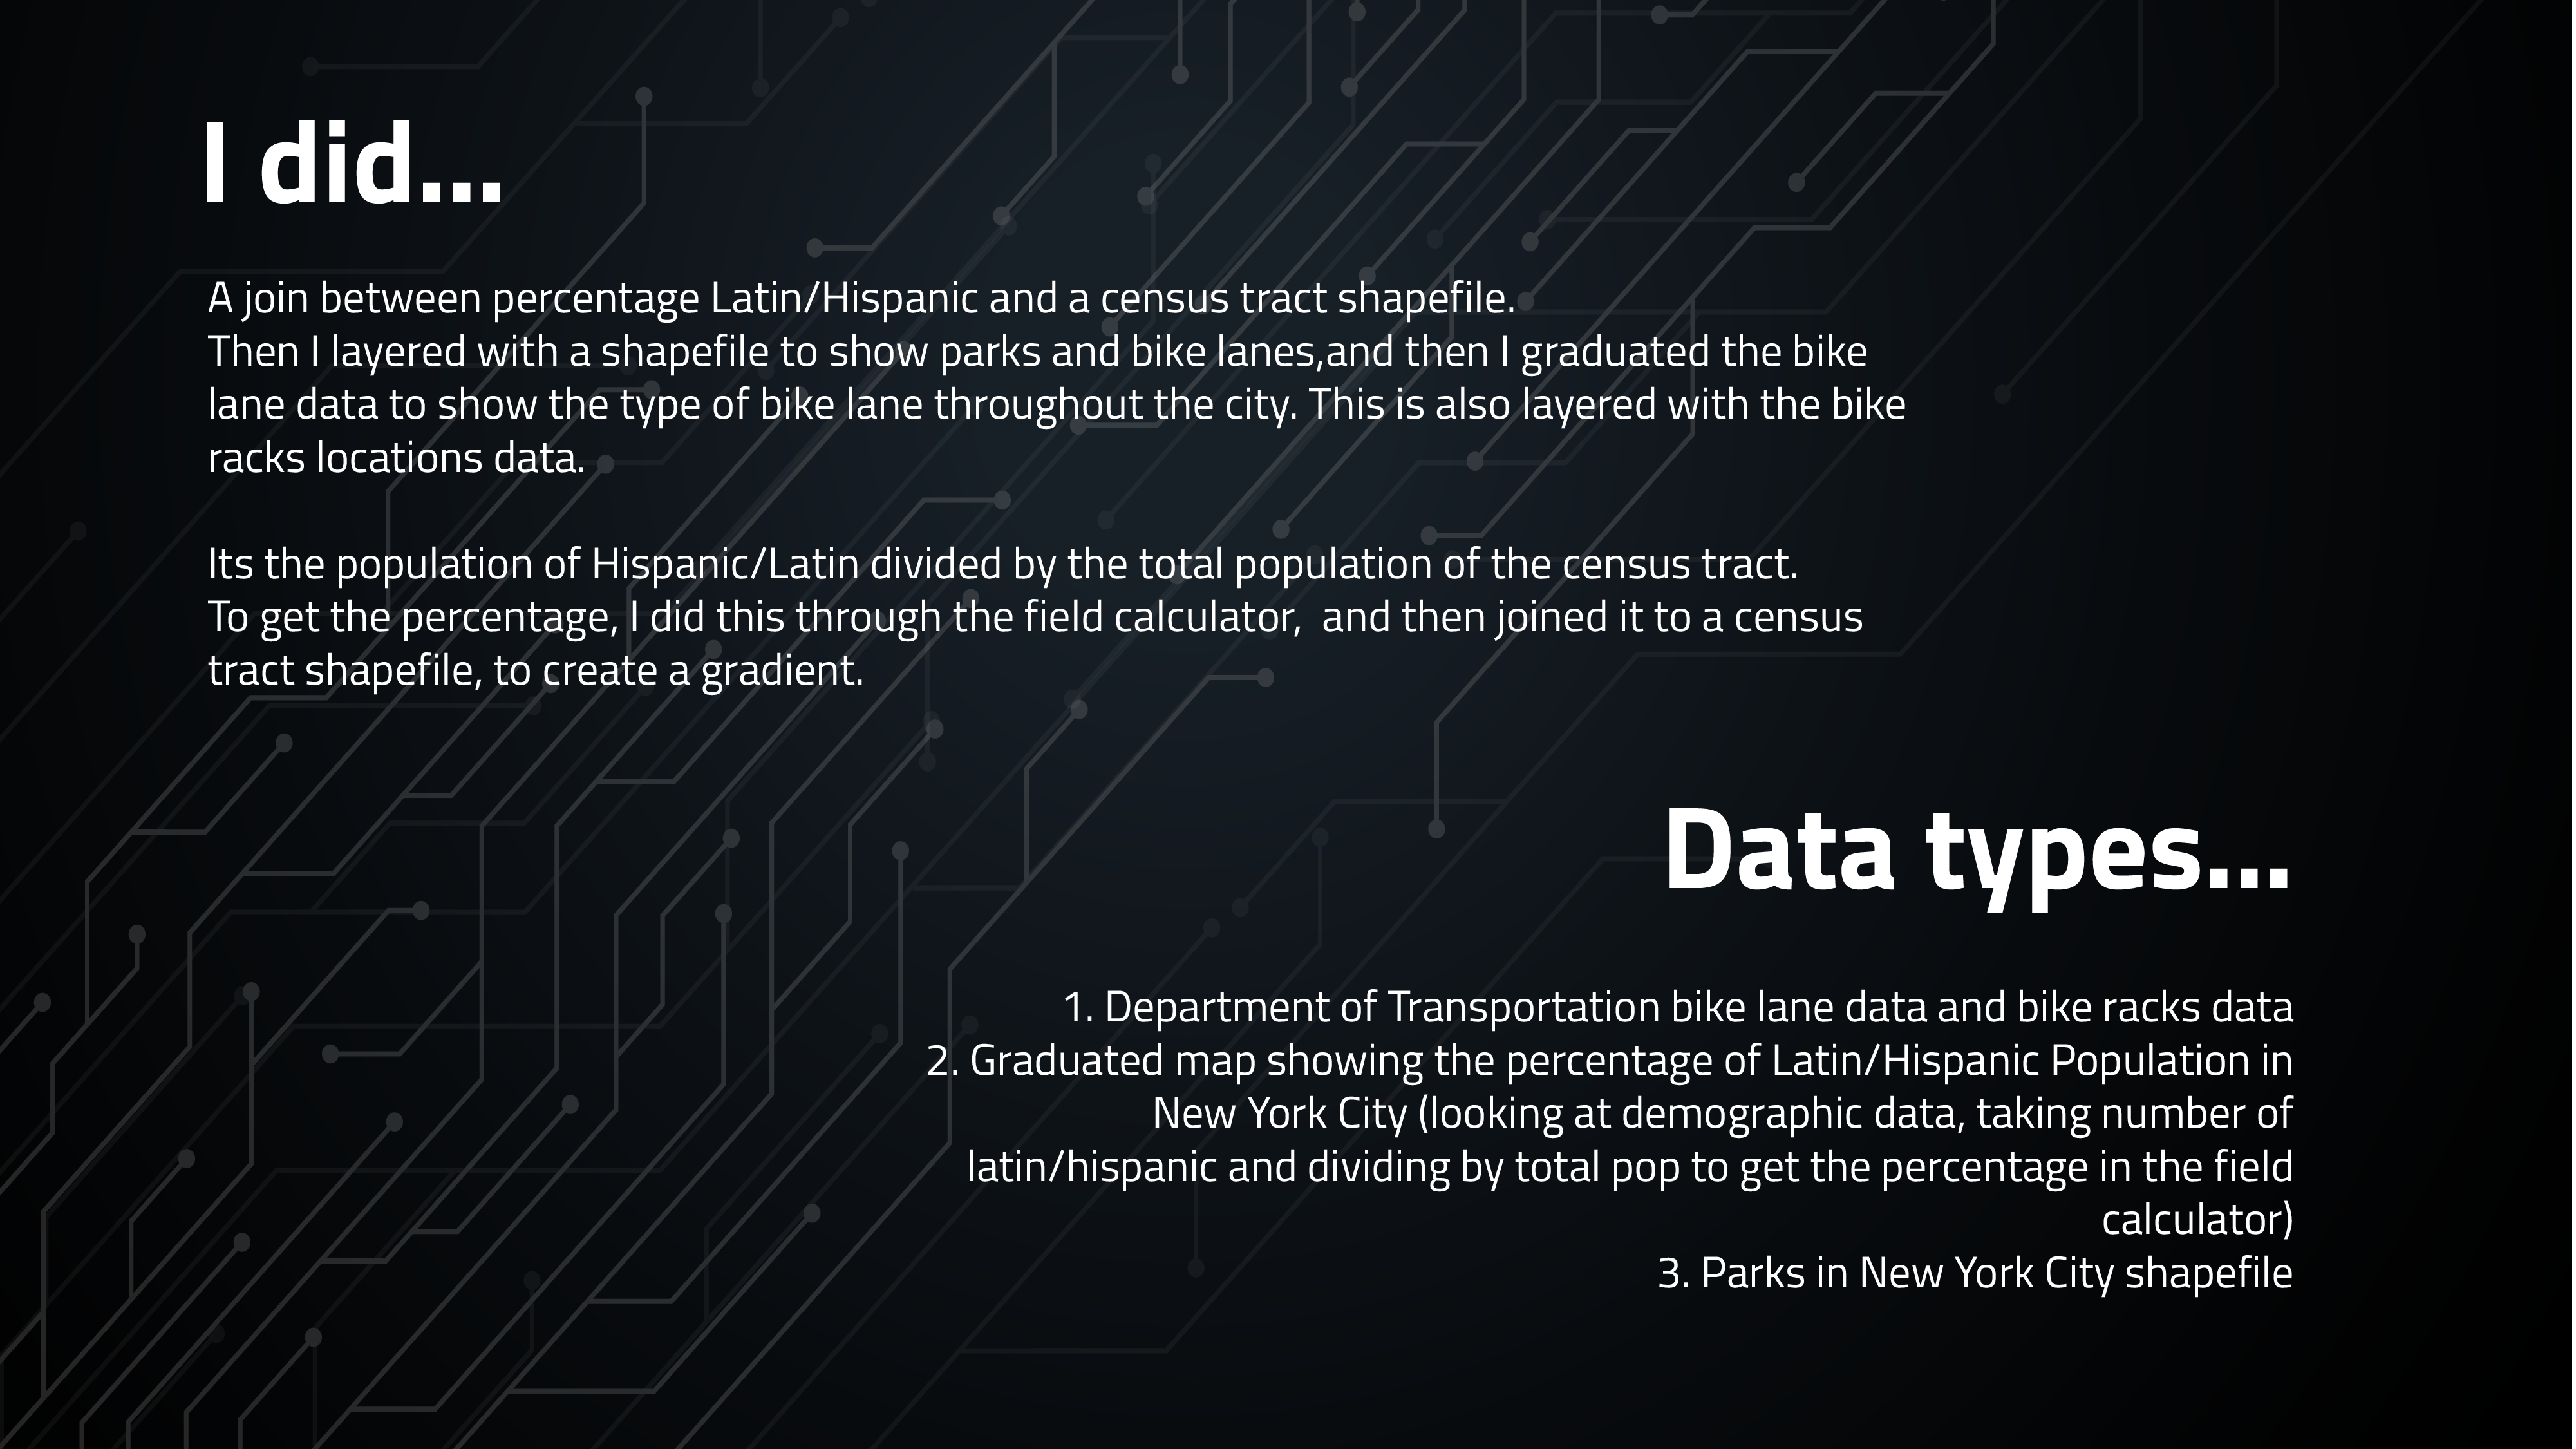 I did...
A join between percentage Latin/Hispanic and a census tract shapefile.
Then I layered with a shapefile to show parks and bike lanes,and then I graduated the bike
lane data to show the type of bike lane throughout the city. This is also layered with the bike
racks locations data.
Its the population of Hispanic/Latin divided by the total population of the census tract.
To get the percentage, I did this through the field calculator,  and then joined it to a census
tract shapefile, to create a gradient.
Data types...
1. Department of Transportation bike lane data and bike racks data
2. Graduated map showing the percentage of Latin/Hispanic Population in
New York City (looking at demographic data, taking number of
latin/hispanic and dividing by total pop to get the percentage in the field
calculator)
3. Parks in New York City shapefile